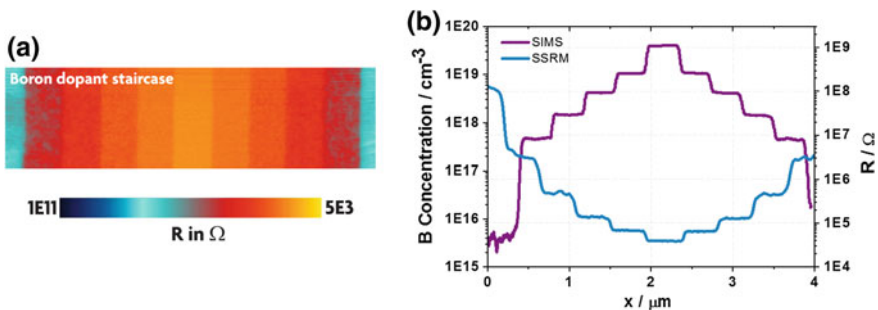 (a)
Boron dopant staircase
1E11
5E3
R in Ω
(b)
SIMS
SSRM
B Concentration / cm⁻³
1E20
1E19
1E18
1E17
1E16
1E15
R / Ω
1E9
1E8
1E7
1E6
1E5
1E4
0
1
2
3
4
x / μm